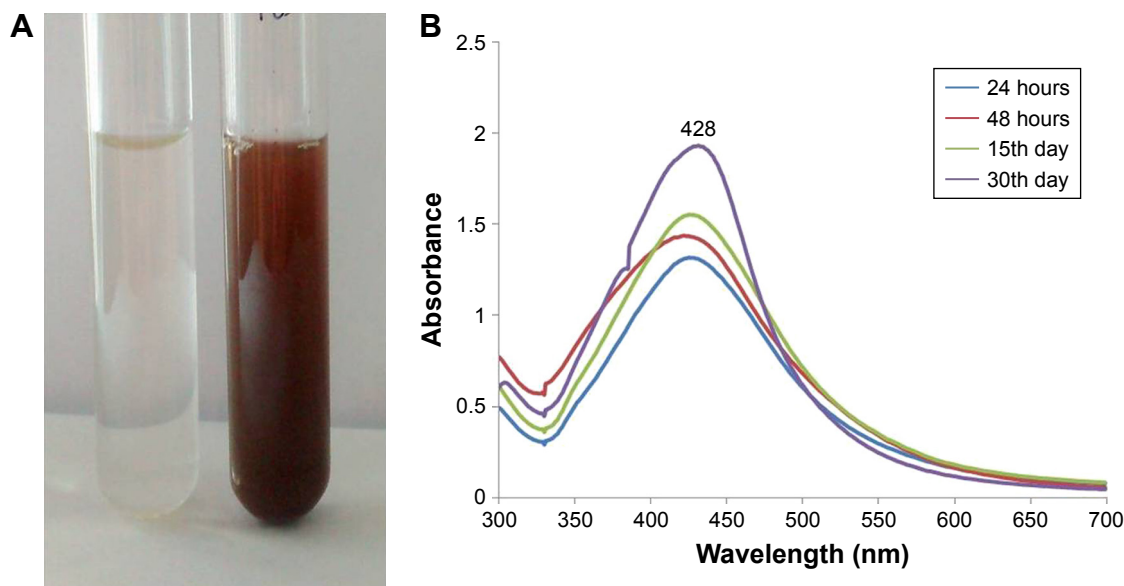 A
B
2.5
2
1.5
1
0.5
0
Absorbance
428
24 hours
48 hours
15th day
30th day
300 350 400 450 500 550 600 650 700
Wavelength (nm)